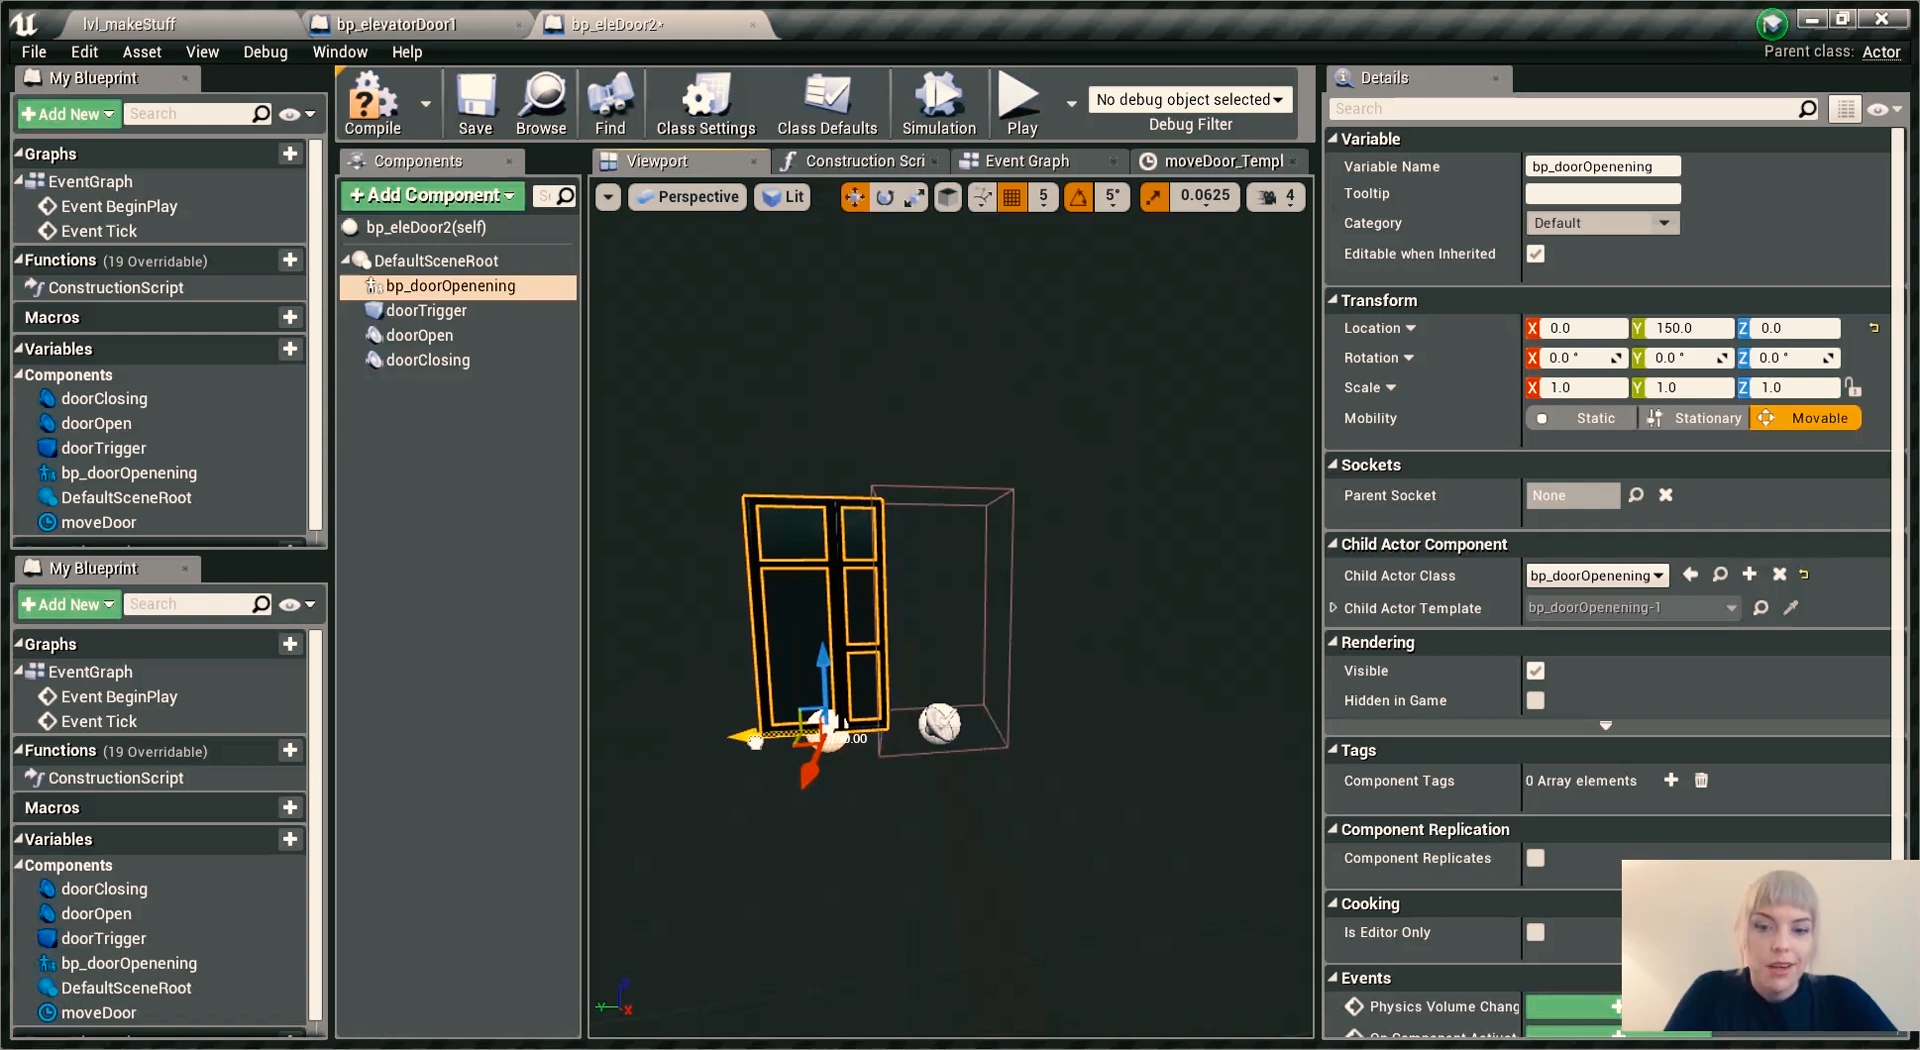 lvl_makeStuff
bp_elevatorDoor1
bp_eleDoor2*
File Edit Asset View Debug Window Help
Parent class: Actor
My Blueprint
Add New
Search
Graphs
EventGraph
Event BeginPlay
Event Tick
Functions (19 Overridable)
ConstructionScript
Macros
Variables
Components
doorClosing
doorOpen
doorTrigger
bp_doorOpenening
DefaultSceneRoot
moveDoor
My Blueprint
Add New
Search
Graphs
EventGraph
Event BeginPlay
Event Tick
Functions (19 Overridable)
ConstructionScript
Macros
Variables
Components
doorClosing
doorOpen
doorTrigger
bp_doorOpenening
DefaultSceneRoot
moveDoor
Compile
Save
Browse
Find
Class Settings
Class Defaults
Simulation
Play
No debug object selected
Debug Filter
Components
Add Component
bp_eleDoor2(self)
DefaultSceneRoot
bp_doorOpenening
doorTrigger
doorOpen
doorClosing
Viewport
Construction Scri
Event Graph
moveDoor_Templ
Perspective
Lit
5
5°
0.0625
4
Details
Search
Variable
Variable Name bp_doorOpenening
Tooltip
Category Default
Editable when Inherited
Transform
Location X 0.0 Y 150.0 Z 0.0
Rotation X 0.0 ° Y 0.0 ° Z 0.0 °
Scale X 1.0 Y 1.0 Z 1.0
Mobility Static Stationary Movable
Sockets
Parent Socket None
Child Actor Component
Child Actor Class bp_doorOpenening
Child Actor Template bp_doorOpenening-1
Rendering
Visible
Hidden in Game
Tags
Component Tags 0 Array elements
Component Replication
Component Replicates
Cooking
Is Editor Only
Events
Physics Volume Chang